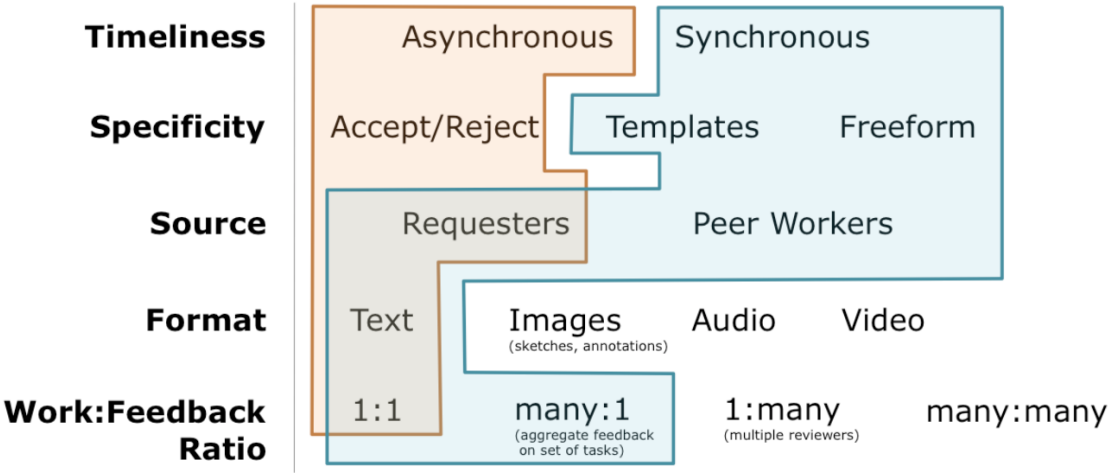 Timeliness Asynchronous Synchronous
Specificity Accept/Reject Templates Freeform
Source Requesters Peer Workers
Format Text Images Audio Video
(sketches, annotations)
Work:Feedback 1:1 many:1 1:many many:many
Ratio (aggregate feedback (multiple reviewers)
on set of tasks)